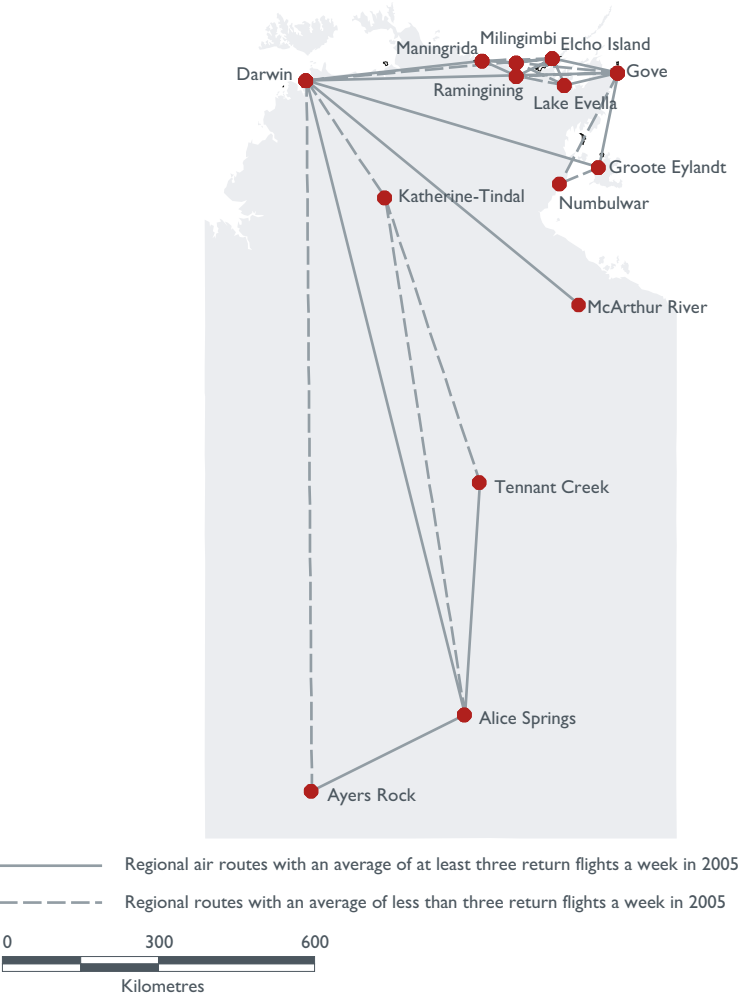 Milingimbi
Elcho Island
Maningrida
Darwin
Gove
Ramingining
Lake Evella
Groote Eylandt
Katherine-Tindal
Numbulwar
McArthur River
Tennant Creek
Alice Springs
Ayers Rock
Regional air routes with an average of at least three return flights a week in 2005
Regional routes with an average of less than three return flights a week in 2005
0 300 600
Kilometres